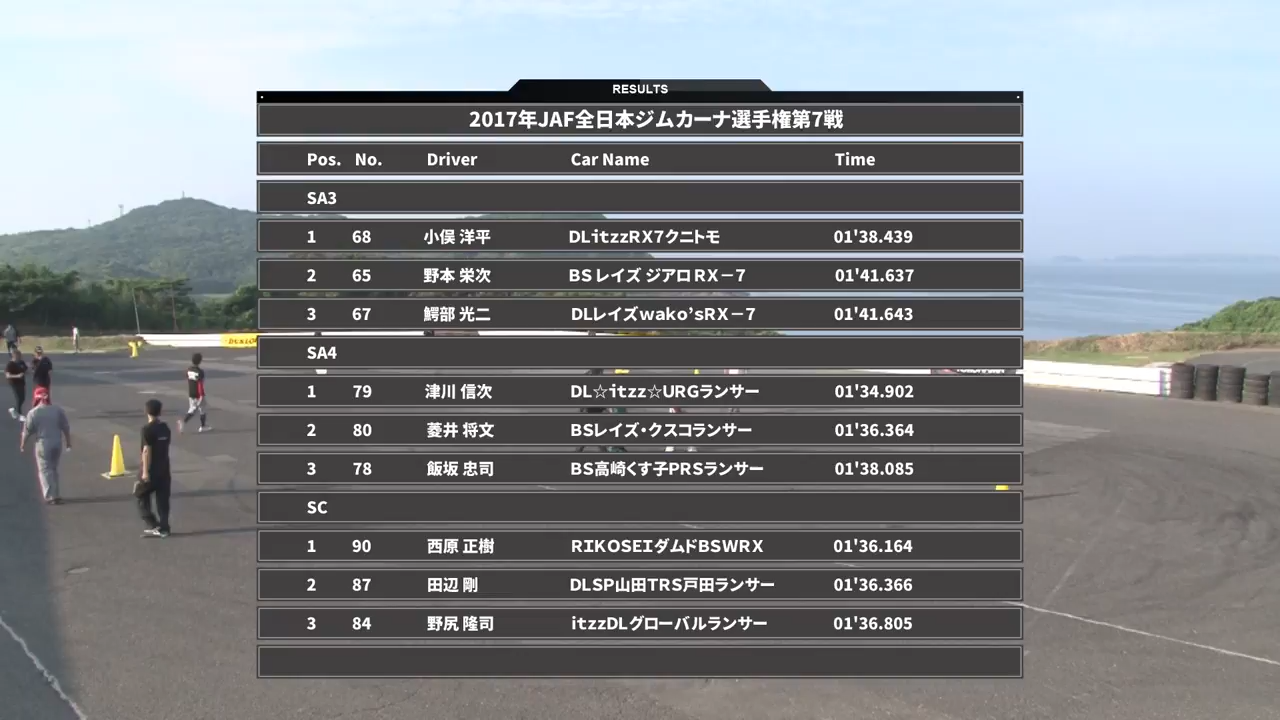 RESULTS
2017年JAF全日本ジムカーナ選手権第7戦
Pos. No. Driver Car Name Time
SA3
1 68 小俣 洋平 DLitzzRX7クニトモ 01'38.439
2 65 野本 栄次 BSレイズ ジアロRX－7 01'41.637
3 67 鰐部 光二 DLレイズwako'sRX－7 01'41.643
SA4
1 79 津川 信次 DL☆itzz☆URGランサー 01'34.902
2 80 菱井 将文 BSレイズ・クスコランサー 01'36.364
3 78 飯坂 忠司 BS高崎くす子PRSランサー 01'38.085
SC
1 90 西原 正樹 RIKOSEIダムドBSWRX 01'36.164
2 87 田辺 剛 DLSP山田TRS戸田ランサー 01'36.366
3 84 野尻 隆司 itzzDLグローバルランサー 01'36.805